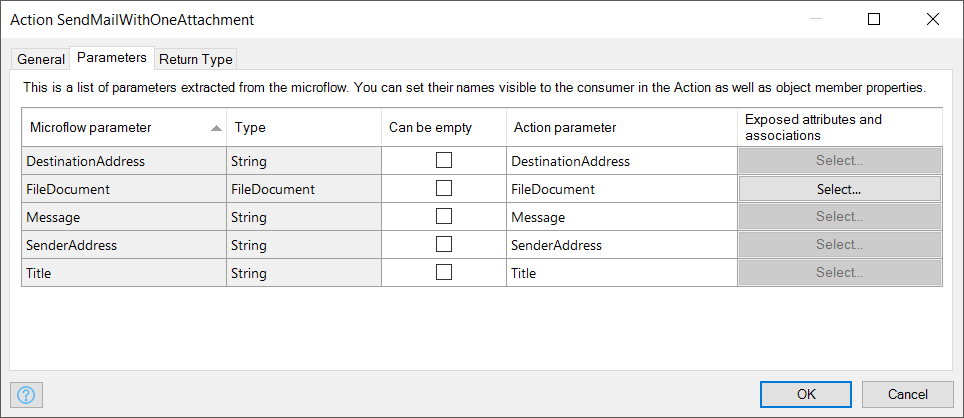 Action SendMailWithOneAttachment
General Parameters Return Type
This is a list of parameters extracted from the microflow. You can set their names visible to the consumer in the Action as well as object member properties.
Microflow parameter Type Can be empty Action parameter Exposed attributes and
associations
DestinationAddress String DestinationAddress Select...
FileDocument FileDocument FileDocument Select...
Message String Message Select...
SenderAddress String SenderAddress Select...
Title String Title Select...
? OK Cancel